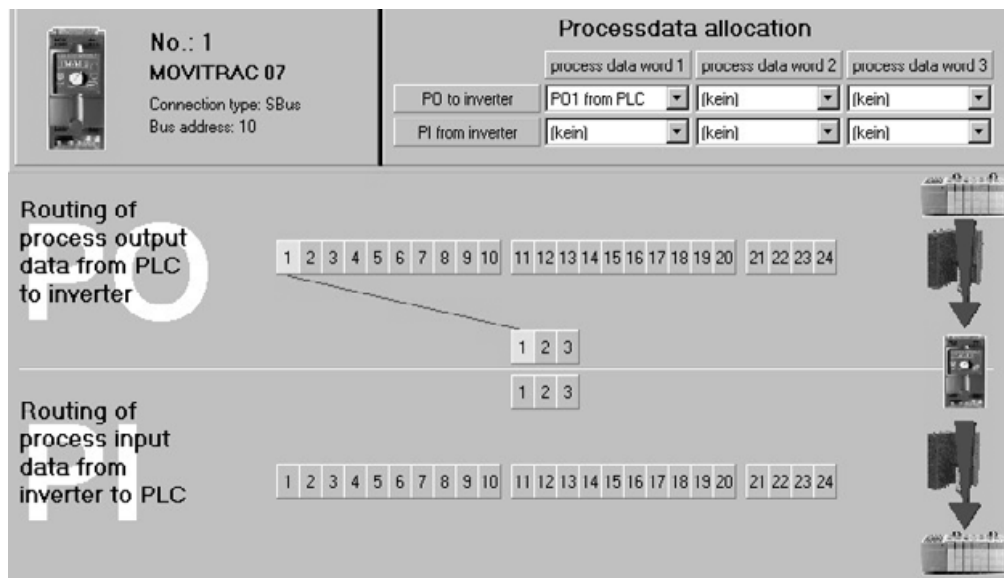 No.: 1
MOVITRAC 07
Connection type: SBus
Bus address: 10
Processdata allocation
process data word 1 process data word 2 process data word 3
PO to inverter PO1 from PLC (kein) (kein)
PI from inverter (kein) (kein) (kein)
PO
Routing of
process output
data from PLC
to inverter
1 2 3 4 5 6 7 8 9 10 11 12 13 14 15 16 17 18 19 20 21 22 23 24
1 2 3
1 2 3
PI
Routing of
process input
data from
inverter to PLC
1 2 3 4 5 6 7 8 9 10 11 12 13 14 15 16 17 18 19 20 21 22 23 24